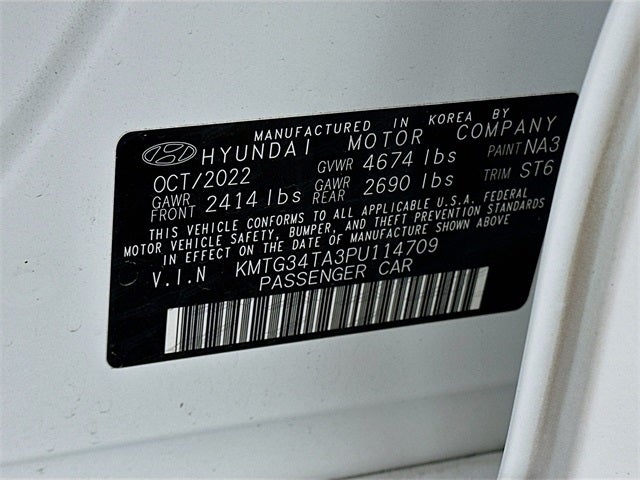 MANUFACTURED IN KOREA BY
HYUNDAI MOTOR COMPANY
OCT/2022 GVWR 4674 lbs PAINT NA3
GAWR FRONT 2414 lbs GAWR REAR 2690 lbs TRIM ST6
THIS VEHICLE CONFORMS TO ALL APPLICABLE U.S.A. FEDERAL
MOTOR VEHICLE SAFETY, BUMPER, AND THEFT PREVENTION STANDARDS
IN EFFECT ON THE DATE OF MANUFACTURE SHOWN ABOVE
V.I.N KMTG34TA3PU114709
PASSENGER CAR